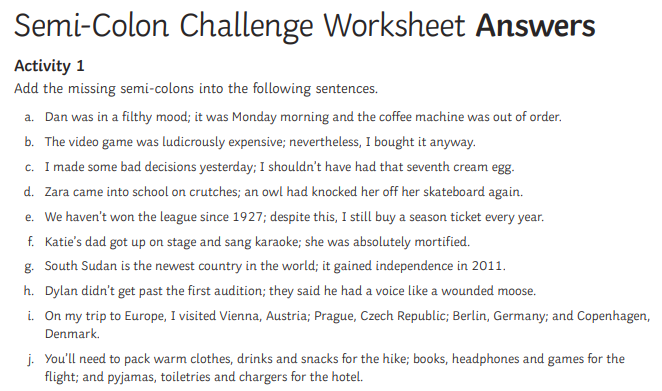 Semi-Colon Challenge Worksheet Answers
Activity 1
Add the missing semi-colons into the following sentences.
a. Dan was in a filthy mood; it was Monday morning and the coffee machine was out of order.
b. The video game was ludicrously expensive; nevertheless, I bought it anyway.
c. I made some bad decisions yesterday; I shouldn't have had that seventh cream egg.
d. Zara came into school on crutches; an owl had knocked her off her skateboard again.
e. We haven't won the league since 1927; despite this, I still buy a season ticket every year.
f. Katie's dad got up on stage and sang karaoke; she was absolutely mortified.
g. South Sudan is the newest country in the world; it gained independence in 2011.
h. Dylan didn't get past the first audition; they said he had a voice like a wounded moose.
i. On my trip to Europe, I visited Vienna, Austria; Prague, Czech Republic; Berlin, Germany; and Copenhagen,
Denmark.
j. You'll need to pack warm clothes, drinks and snacks for the hike; books, headphones and games for the
flight; and pyjamas, toiletries and chargers for the hotel.